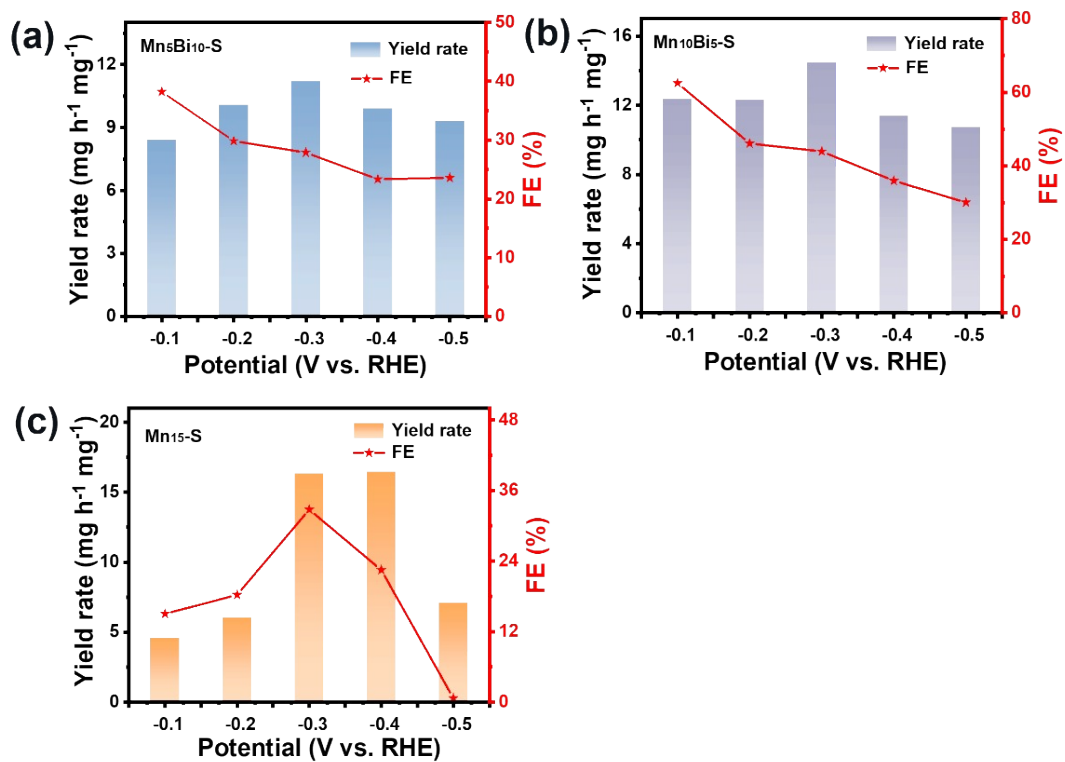 (a)
Mn5Bi10-S
Yield rate
FE
Yield rate (mg h-1 mg-1)
12
9
6
3
0
FE (%)
50
40
30
20
10
0
-0.1 -0.2 -0.3 -0.4 -0.5
Potential (V vs. RHE)
(b)
Mn10Bi5-S
Yield rate
FE
Yield rate (mg h-1 mg-1)
16
12
8
4
0
FE (%)
80
60
40
20
0
-0.1 -0.2 -0.3 -0.4 -0.5
Potential (V vs. RHE)
(c)
Mn15-S
Yield rate
FE
Yield rate (mg h-1 mg-1)
20
15
10
5
0
FE (%)
48
36
24
12
0
-0.1 -0.2 -0.3 -0.4 -0.5
Potential (V vs. RHE)